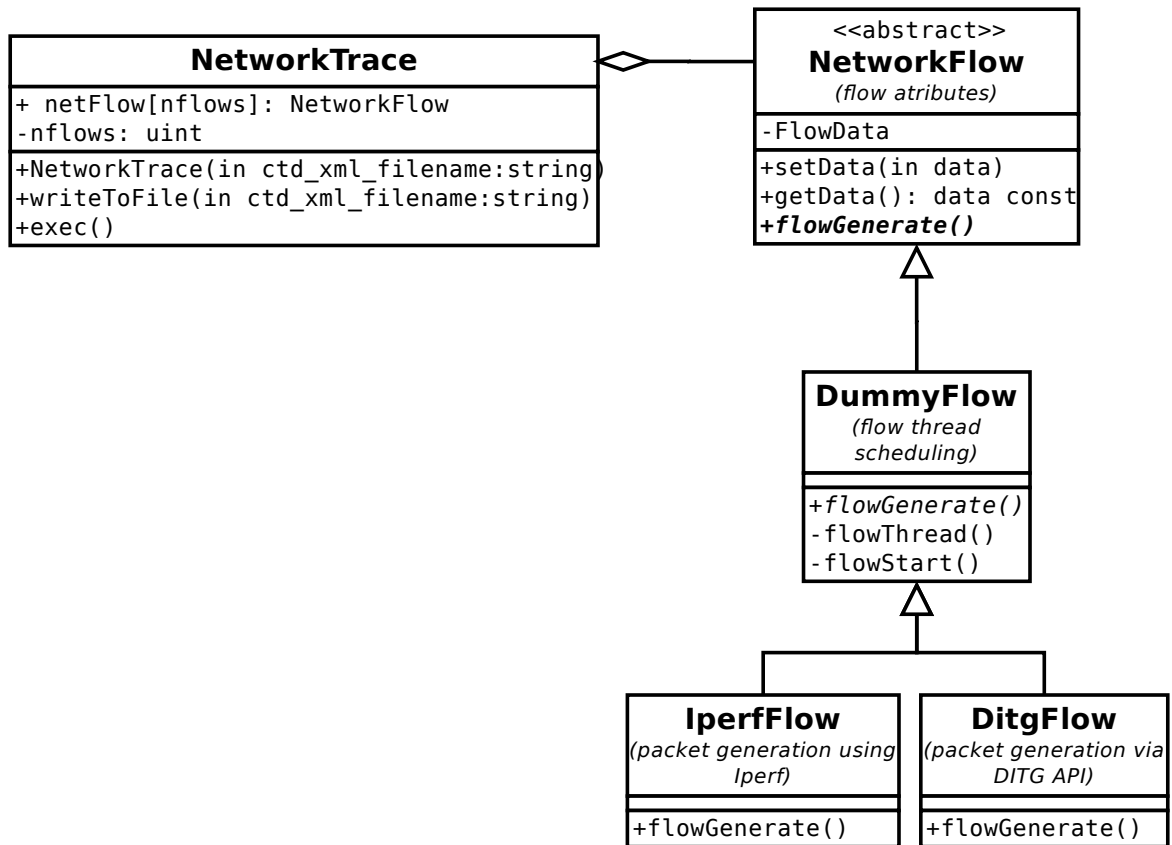 NetworkTrace
+ netFlow[nflows]: NetworkFlow
-nflows: uint
+NetworkTrace(in ctd_xml_filename:string)
+writeToFile(in ctd_xml_filename:string)
+exec()
<<abstract>>
NetworkFlow
(flow atributes)
-FlowData
+setData(in data)
+getData(): data const
+flowGenerate()
DummyFlow
(flow thread
scheduling)
+flowGenerate()
-flowThread()
-flowStart()
IperfFlow
(packet generation using
Iperf)
+flowGenerate()
DitgFlow
(packet generation via
DITG API)
+flowGenerate()